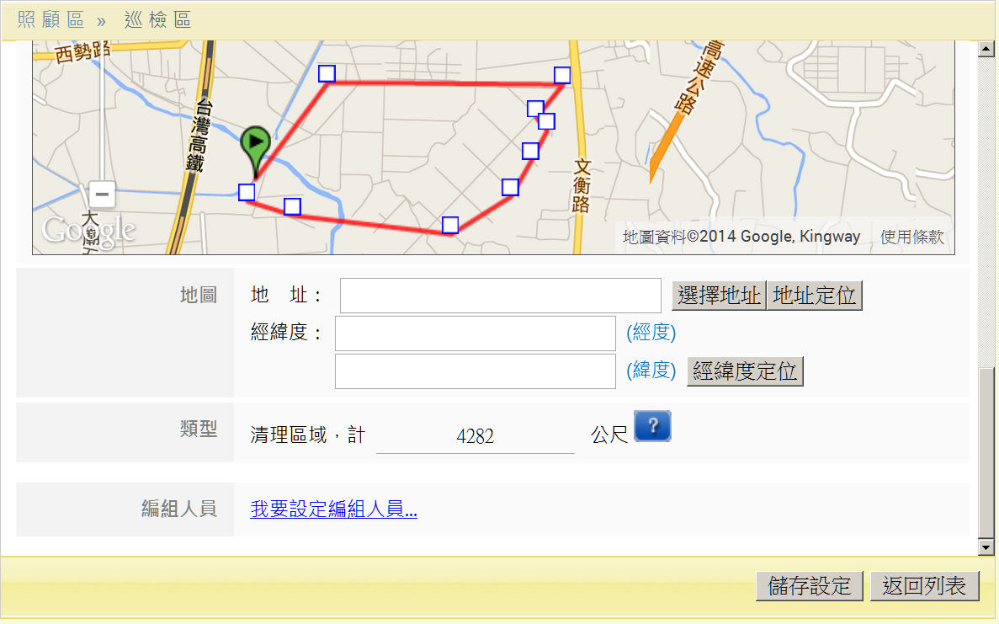 照顧區 » 巡檢區
西勢路
台灣高鐵
高速公路
文衡路
大廟五
Google
地圖資料©2014 Google, Kingway 使用條款
地圖 地 址： 選擇地址 地址定位
經緯度： (經度)
(緯度) 經緯度定位
類型 清理區域，計 4282 公尺 ?
編組人員 我要設定編組人員...
儲存設定 返回列表